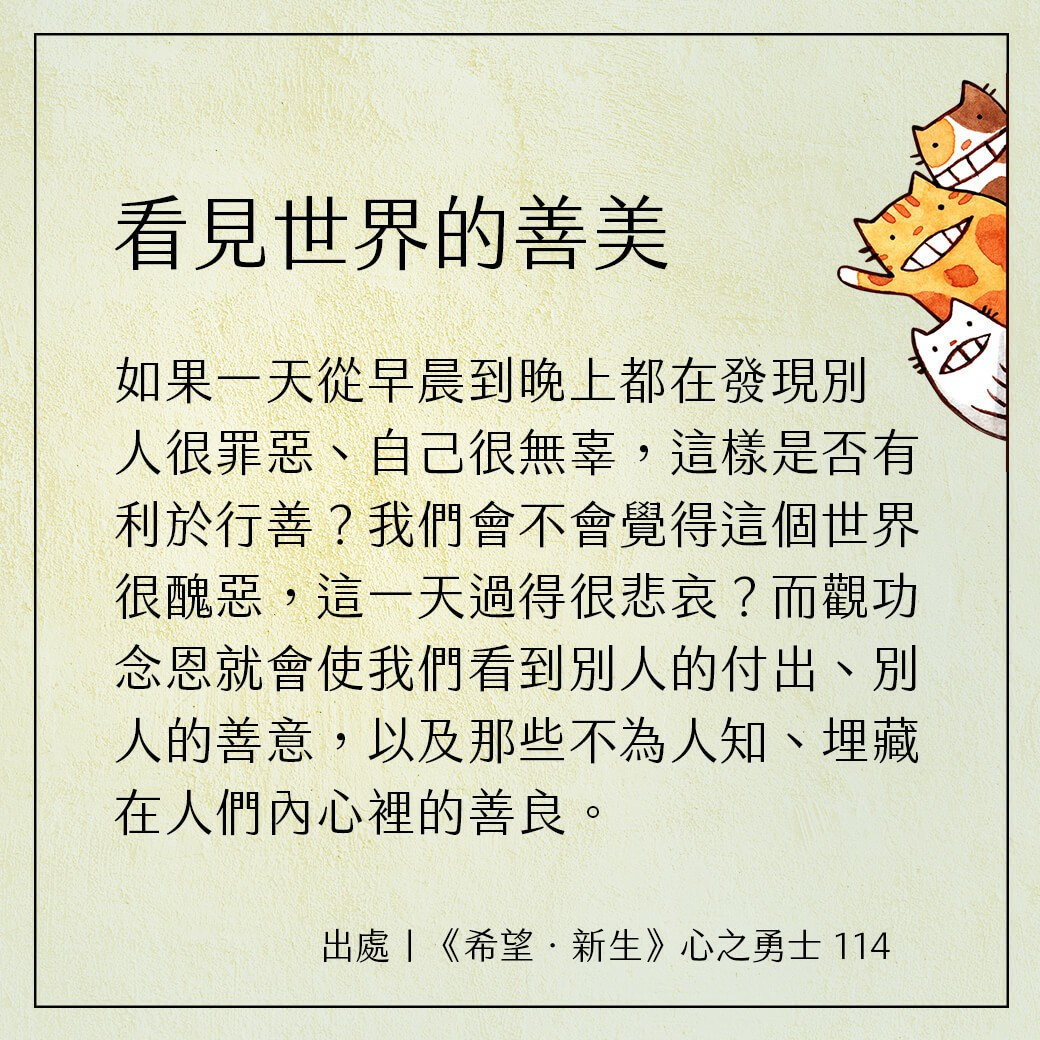 看見世界的善美
如果一天從早晨到晚上都在發現別
人很罪惡、自己很無辜，這樣是否有
利於行善？我們會不會覺得這個世界
很醜惡，這一天過得很悲哀？而觀功
念恩就會使我們看到別人的付出、別
人的善意，以及那些不為人知、埋藏
在人們內心裡的善良。
出處｜《希望．新生》心之勇士 114